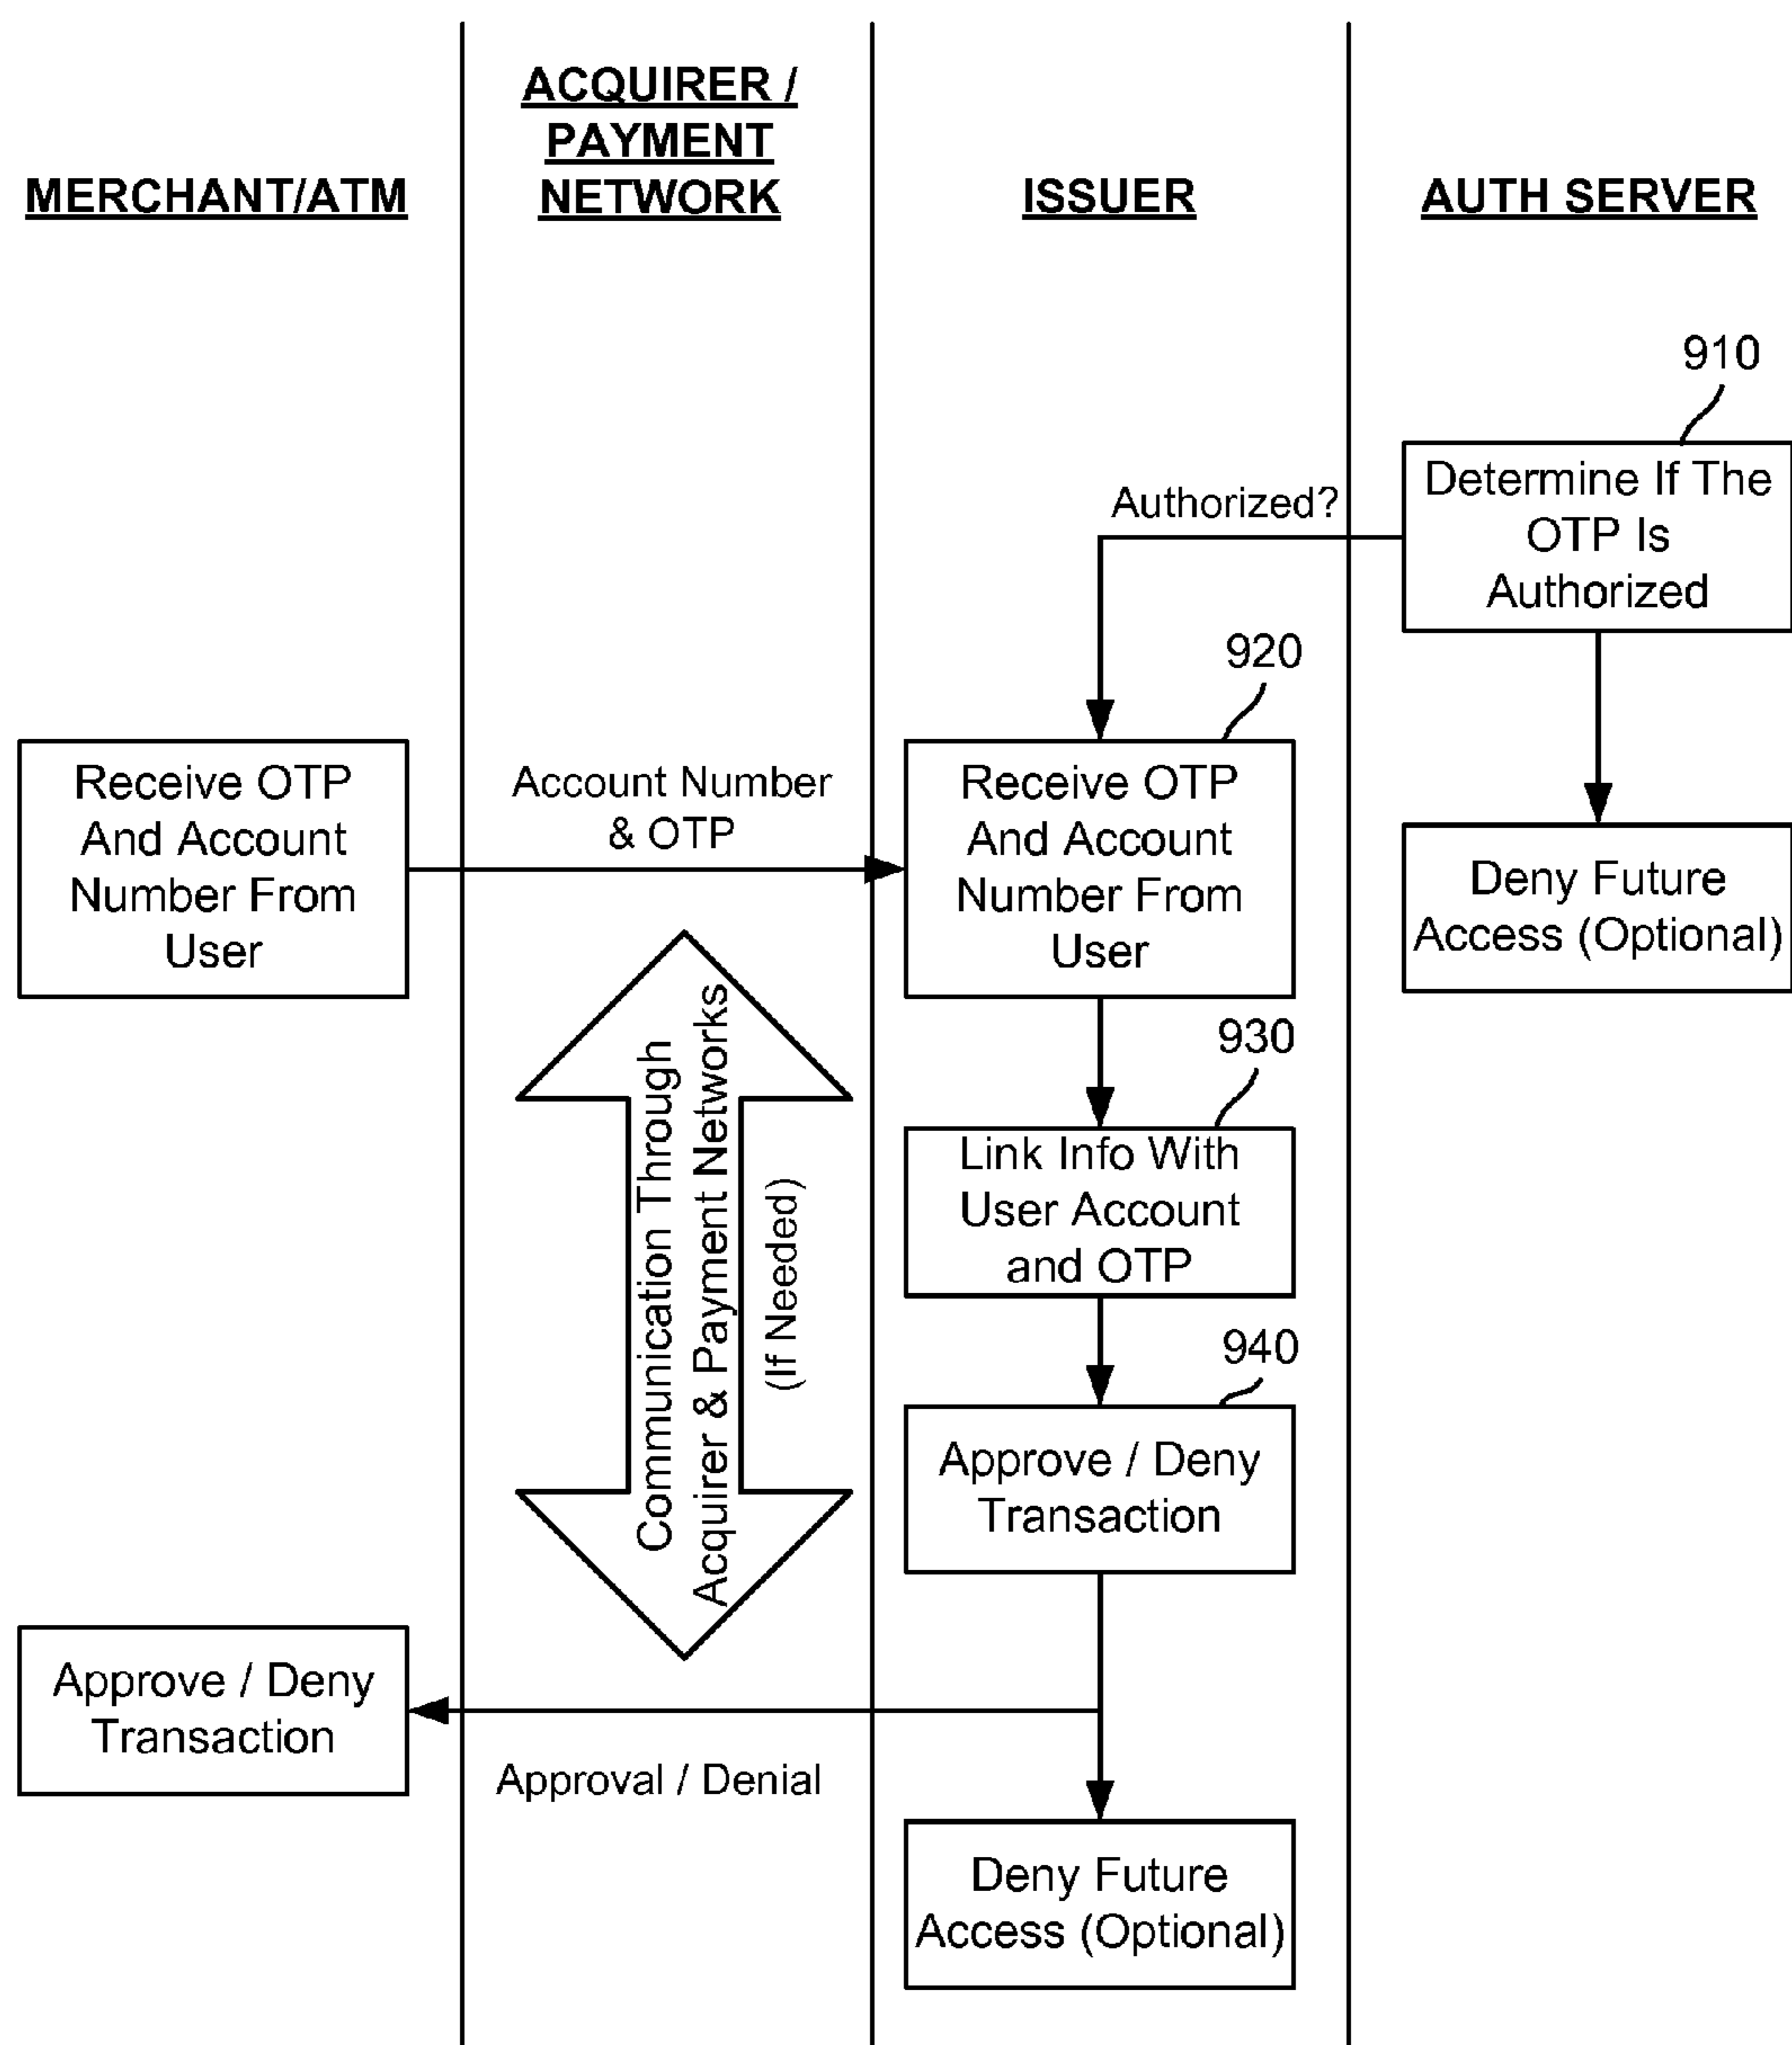 ACQUIRER /
PAYMENT
NETWORK
MERCHANT/ATM
ISSUER
AUTH SERVER
910
Determine If The
OTP Is
Authorized
Authorized?
920
Receive OTP
And Account
Number From
User
Account Number
& OTP
Receive OTP
And Account
Number From
User
Deny Future
Access (Optional)
930
Communication Through
Acquirer & Payment Networks
(If Needed)
Link Info With
User Account
and OTP
940
Approve / Deny
Transaction
Approve / Deny
Transaction
Approval / Denial
Deny Future
Access (Optional)